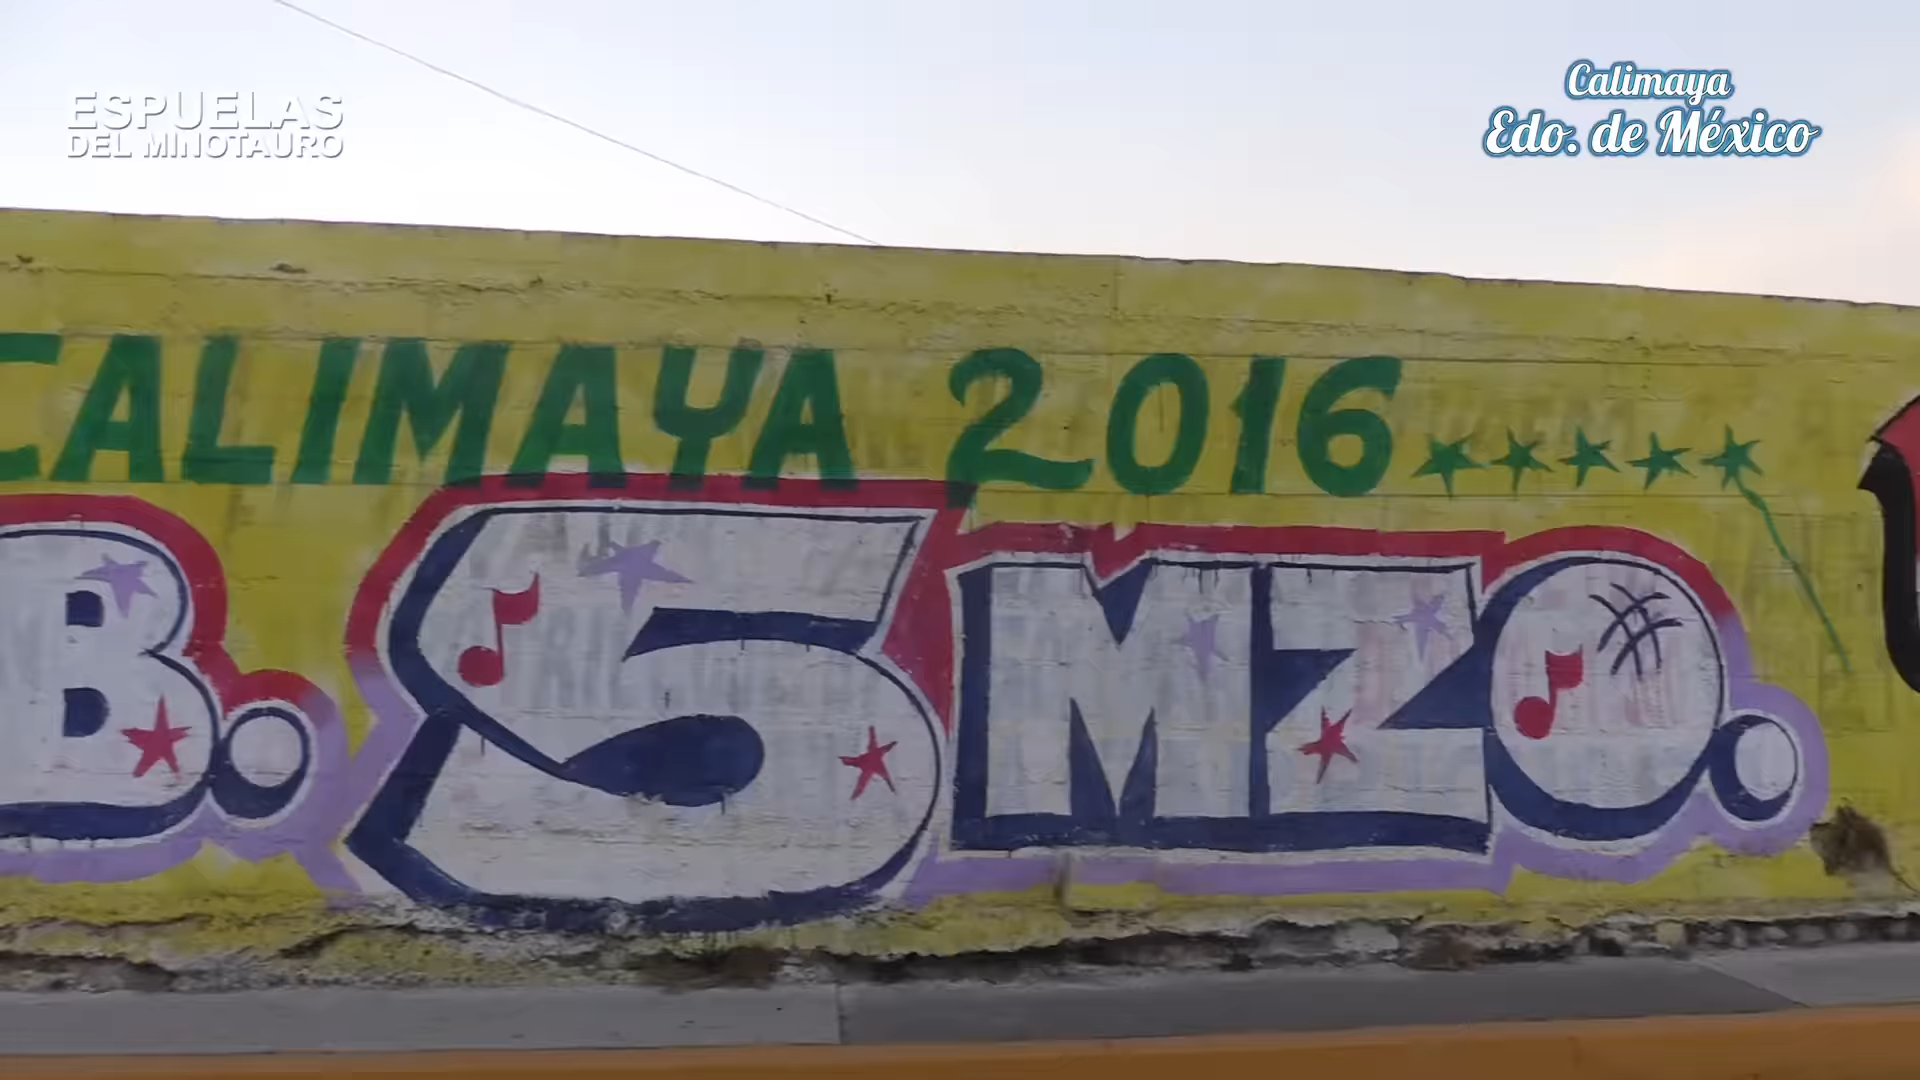 ESPUELAS
DEL MINOTAURO
Calimaya
Edo. de México
CALIMAYA 2016
B. 5 MZO.